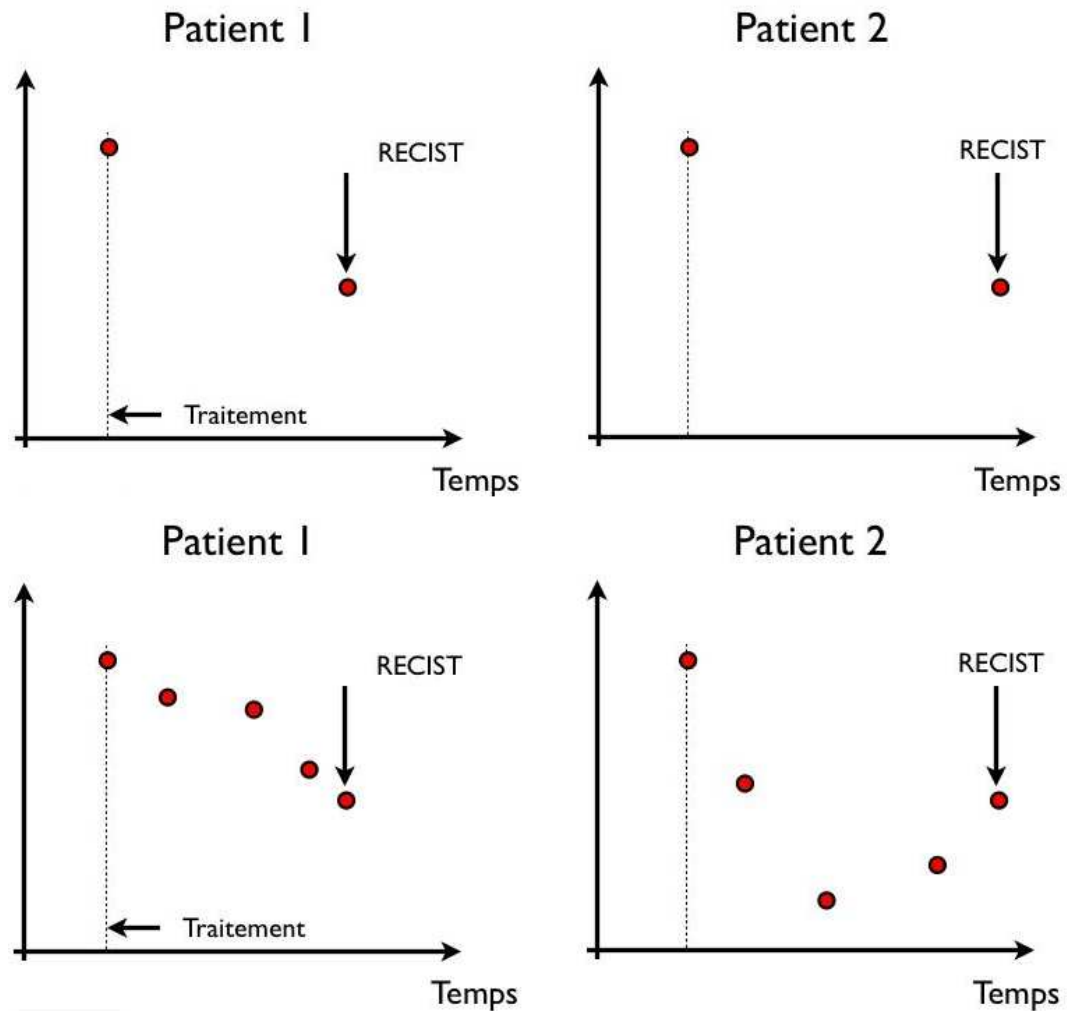 Patient 1
Patient 2
RECIST
RECIST
Traitement
Temps
Temps
Patient 1
Patient 2
RECIST
RECIST
Traitement
Temps
Temps